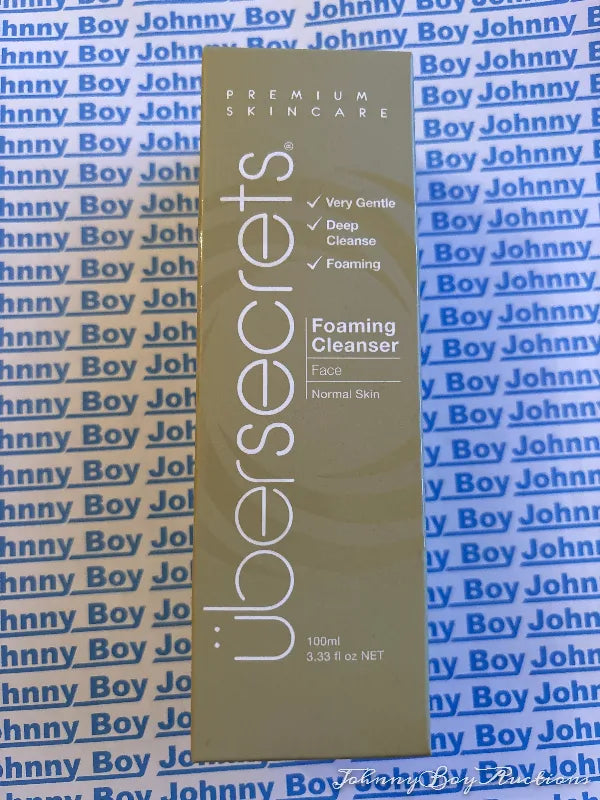 PREMIUM
SKINCARE
übersecrets®
✓ Very Gentle
✓ Deep
Cleanse
✓ Foaming
Foaming
Cleanser
Face
Normal Skin
100ml
3.33 fl oz NET
Johnny Boy
JohnnyBoyAuctions